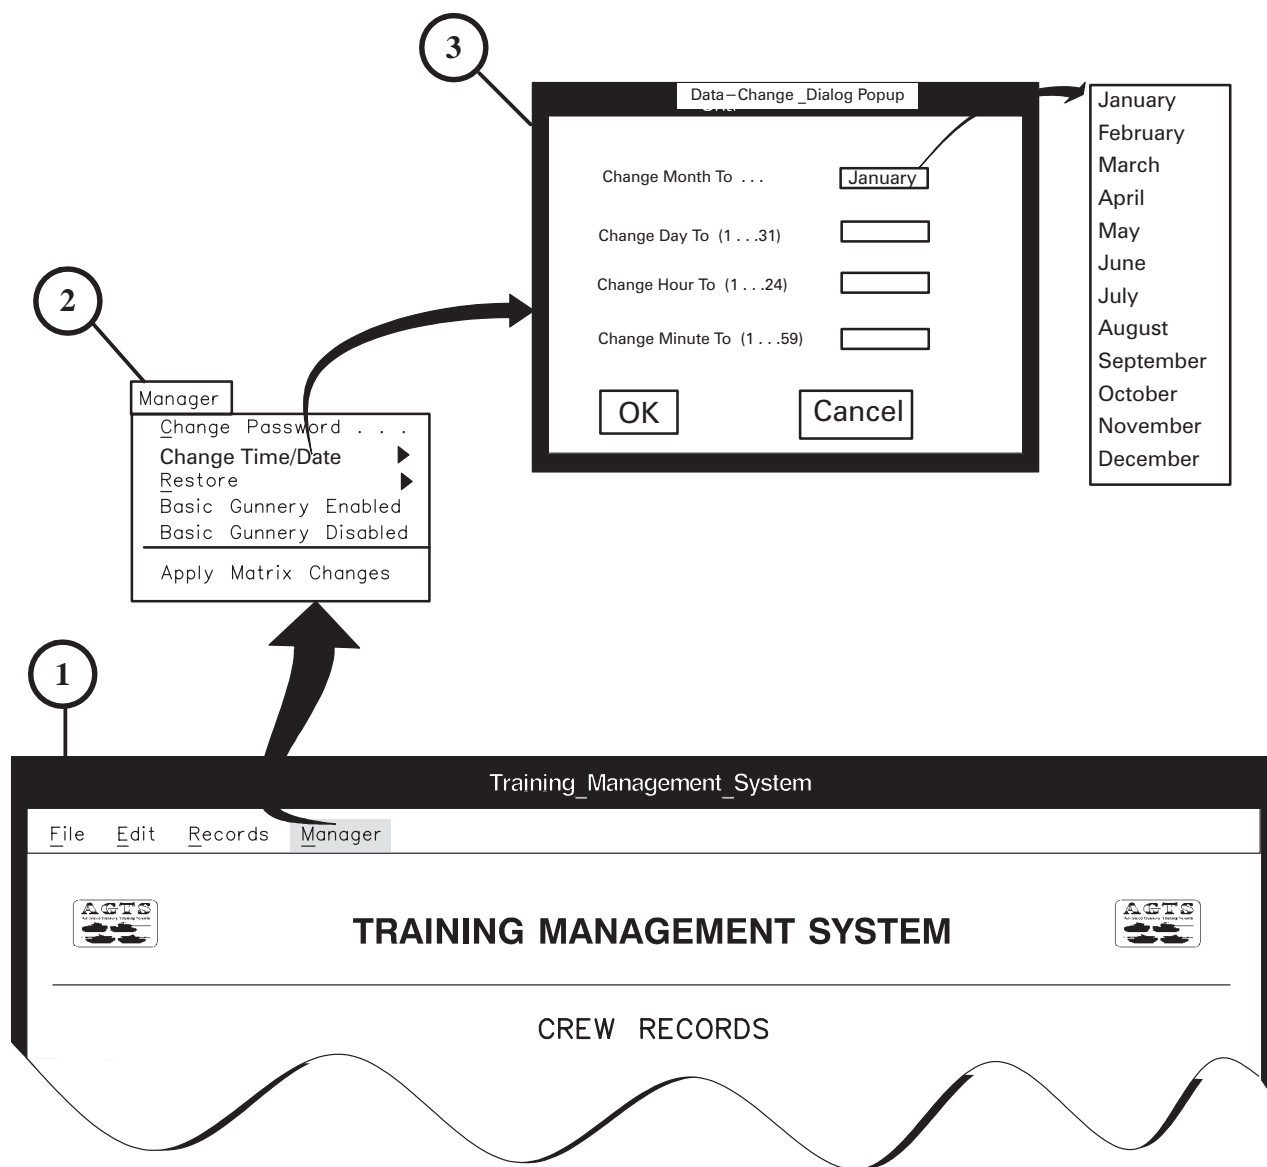 3
Data–Change _Dialog Popup
Change Month To . . .
January
Change Day To (1 . . .31)
Change Hour To (1 . . .24)
Change Minute To (1 . . .59)
OK
Cancel
January
February
March
April
May
June
July
August
September
October
November
December
2
Manager
Change Password . . .
Change Time/Date
Restore
Basic Gunnery Enabled
Basic Gunnery Disabled
Apply Matrix Changes
1
Training_Management_System
File Edit Records Manager
AGTS
TRAINING MANAGEMENT SYSTEM
AGTS
CREW RECORDS